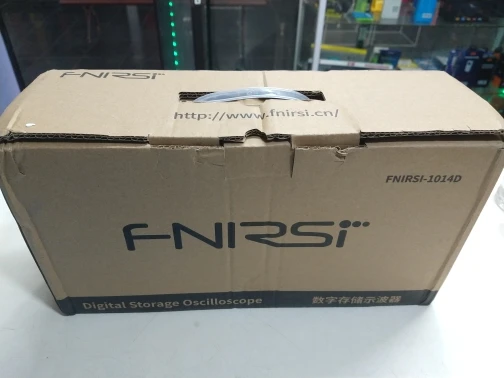 FNIRSI
http://www.fnirsi.cn/
FNIRSI-1014D
FNIRSI
Digital Storage Oscilloscope 数字存储示波器